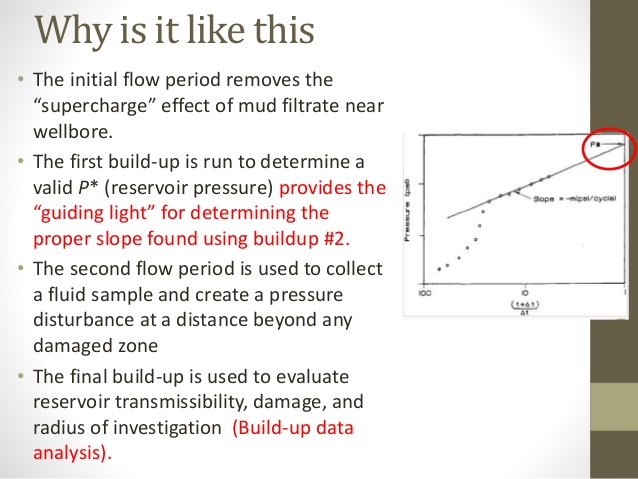 Why is it like this
• The initial flow period removes the
“supercharge” effect of mud filtrate near
wellbore.
• The first build-up is run to determine a
valid P* (reservoir pressure) provides the
“guiding light” for determining the
proper slope found using buildup #2.
• The second flow period is used to collect
a fluid sample and create a pressure
disturbance at a distance beyond any
damaged zone
• The final build-up is used to evaluate
reservoir transmissibility, damage, and
radius of investigation (Build-up data
analysis).
P*
Slope = -m(psi/cycle)
Pressure (psi)
100
10
1
(t+Δt)
Δt